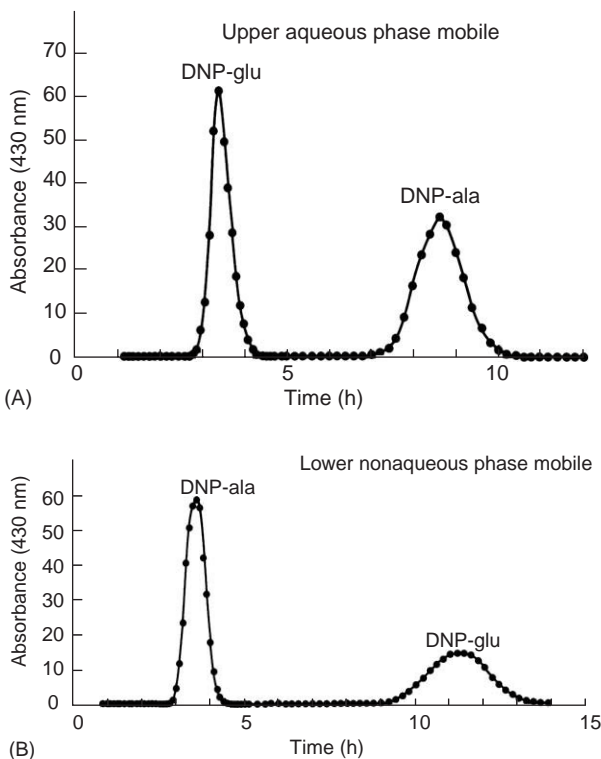 Upper aqueous phase mobile
DNP-glu
DNP-ala
Absorbance (430 nm)
70
60
50
40
30
20
10
0
0 5 10
Time (h)
(A)
Lower nonaqueous phase mobile
DNP-ala
DNP-glu
Absorbance (430 nm)
60
50
40
30
20
10
0
0 5 10 15
Time (h)
(B)